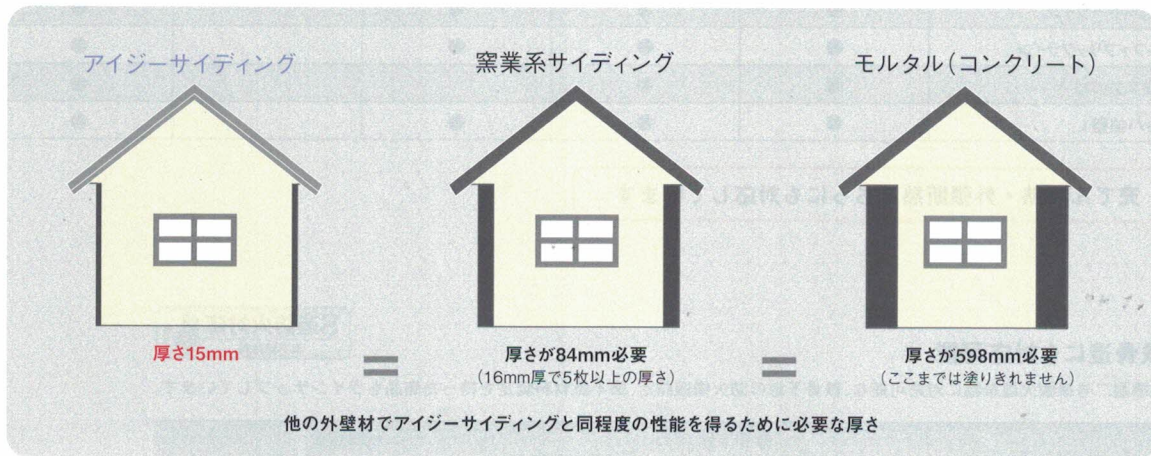 アイジーサイディング
窯業系サイディング
モルタル(コンクリート)
厚さ15mm
=
厚さが84mm必要
(16mm厚で5枚以上の厚さ)
=
厚さが598mm必要
(ここまでは塗りきれません)
他の外壁材でアイジーサイディングと同程度の性能を得るために必要な厚さ